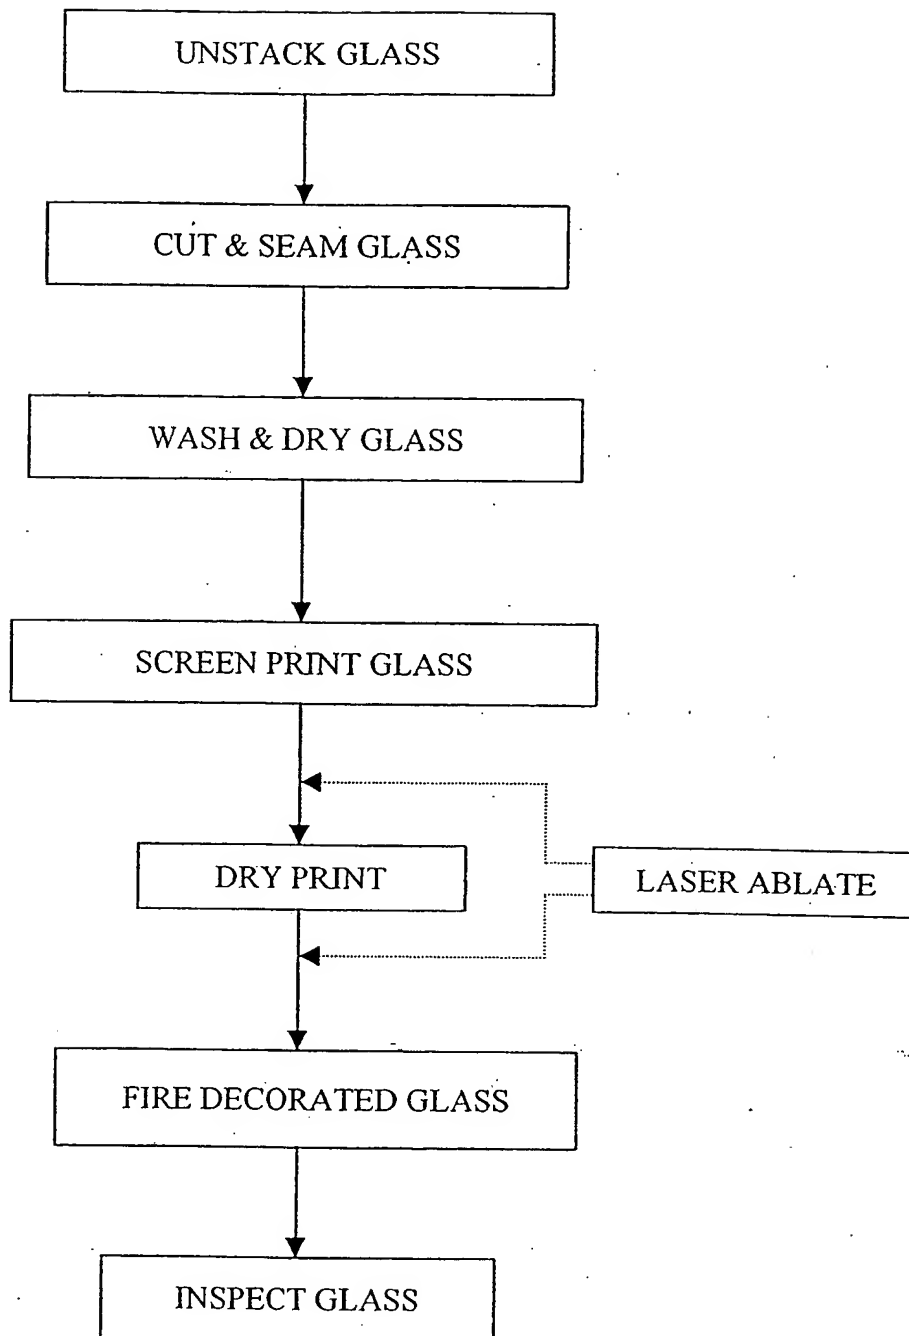 UNSTACK GLASS
CUT & SEAM GLASS
WASH & DRY GLASS
SCREEN PRINT GLASS
DRY PRINT
LASER ABLATE
FIRE DECORATED GLASS
INSPECT GLASS